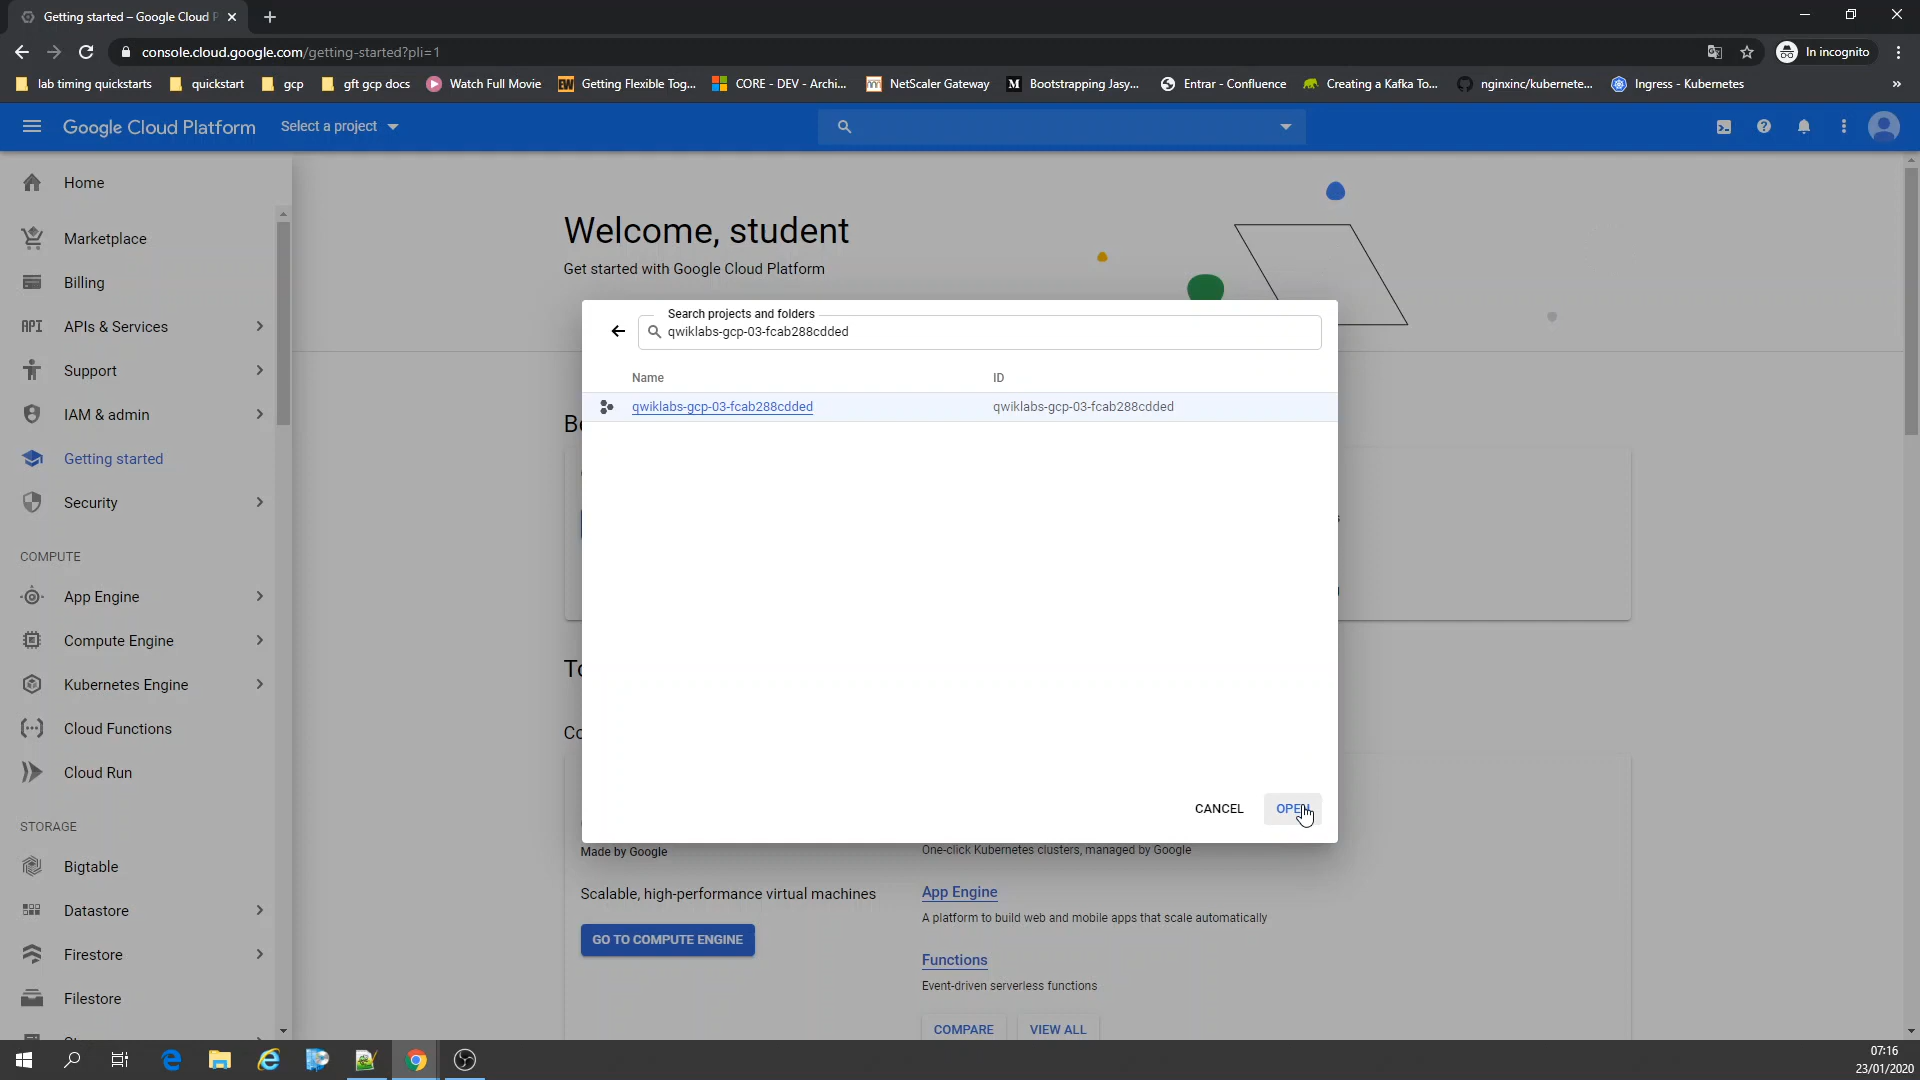 Getting started – Google Cloud P
console.cloud.google.com/getting-started?pli=1
In incognito
lab timing quickstarts
quickstart
gcp
gft gcp docs
Watch Full Movie
Getting Flexible Tog...
CORE - DEV - Archi...
NetScaler Gateway
Bootstrapping Jasy...
Entrar - Confluence
Creating a Kafka To...
nginxinc/kubernete...
Ingress - Kubernetes
Google Cloud Platform
Select a project
Home
Marketplace
Billing
API
APIs & Services
Support
IAM & admin
Getting started
Security
COMPUTE
App Engine
Compute Engine
Kubernetes Engine
Cloud Functions
Cloud Run
STORAGE
Bigtable
Datastore
Firestore
Filestore
Welcome, student
Get started with Google Cloud Platform
Search projects and folders
qwiklabs-gcp-03-fcab288cdded
Name ID
qwiklabs-gcp-03-fcab288cdded qwiklabs-gcp-03-fcab288cdded
CANCEL
OPEN
Made by Google
Scalable, high-performance virtual machines
GO TO COMPUTE ENGINE
One-click Kubernetes clusters, managed by Google
App Engine
A platform to build web and mobile apps that scale automatically
Functions
Event-driven serverless functions
COMPARE
VIEW ALL
07:16
23/01/2020